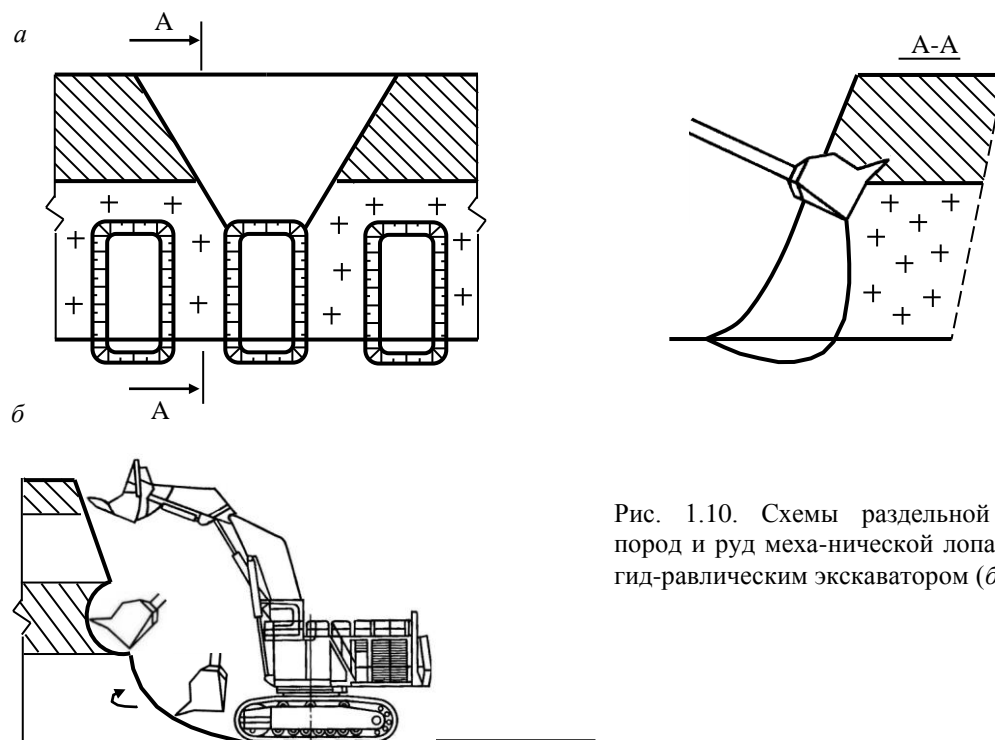 а
А
А-А
А
б
Рис. 1.10. Схемы раздельной
пород и руд меха-нической лопа
гид-равлическим экскаватором (б